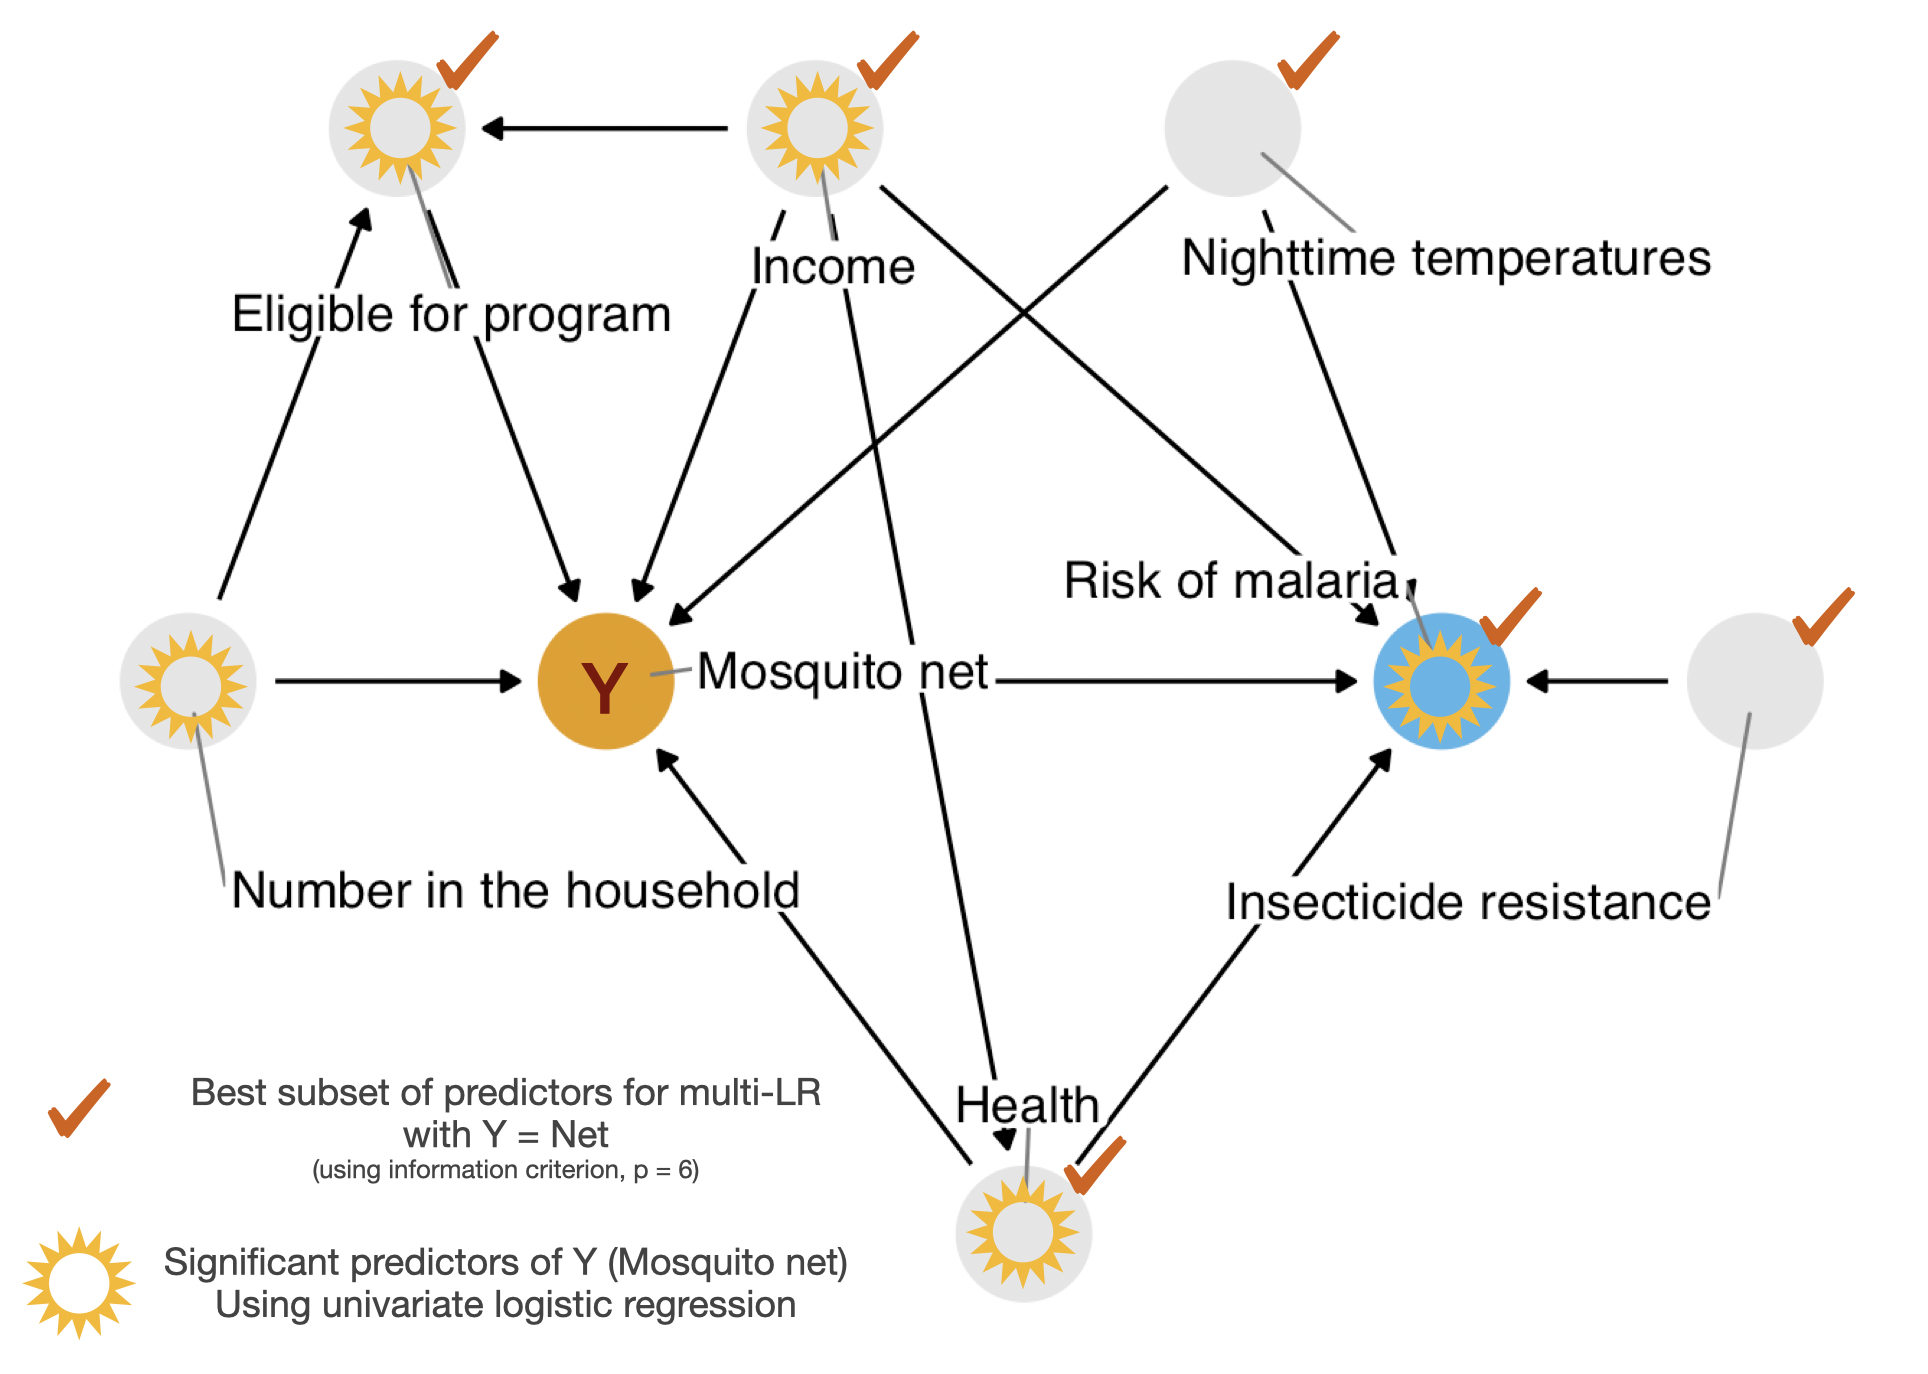 Income
Nighttime temperatures
Eligible for program
Risk of malaria
Y
Mosquito net
Number in the household
Insecticide resistance
Health
Best subset of predictors for multi-LR
with Y = Net
(using information criterion, p = 6)
Significant predictors of Y (Mosquito net)
Using univariate logistic regression